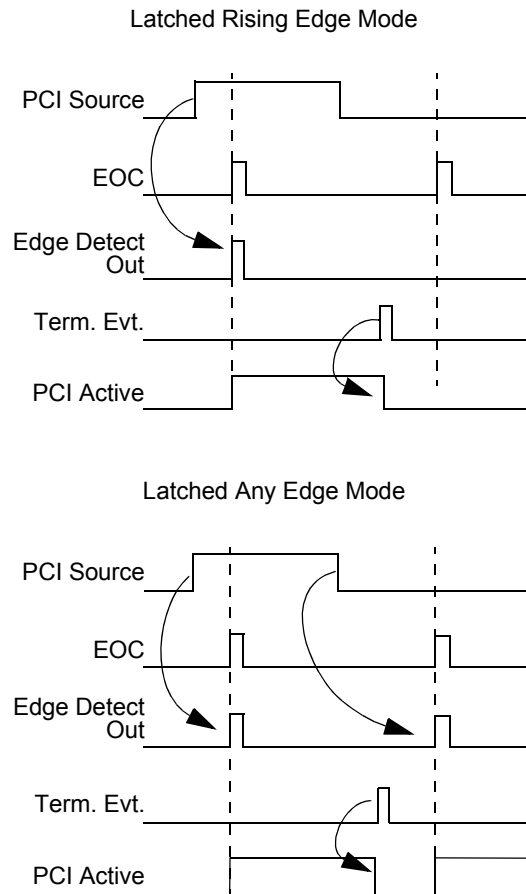 Latched Rising Edge Mode
PCI Source
EOC
Edge Detect
Out
Term. Evt.
PCI Active
Latched Any Edge Mode
PCI Source
EOC
Edge Detect
Out
Term. Evt.
PCI Active